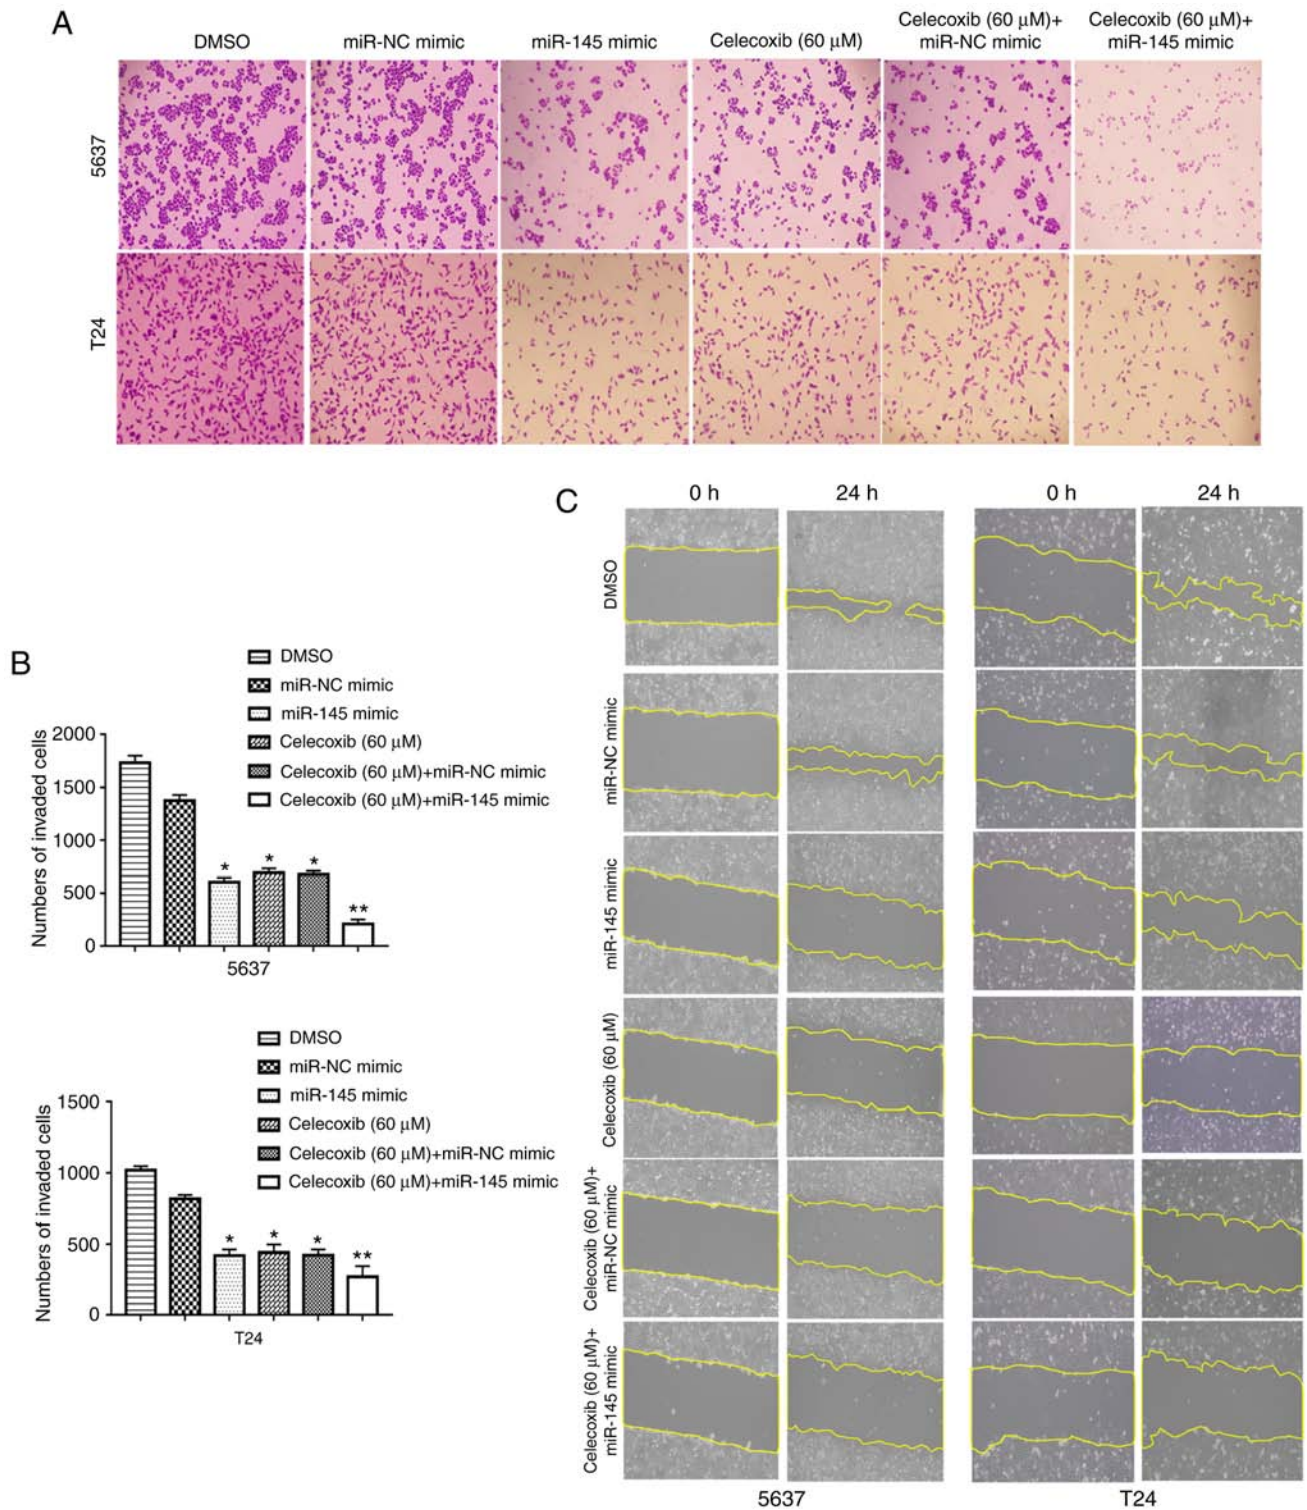 A
DMSO
miR-NC mimic
miR-145 mimic
Celecoxib (60 μM)
Celecoxib (60 μM)+
miR-NC mimic
Celecoxib (60 μM)+
miR-145 mimic
5637
T24
B
DMSO
miR-NC mimic
miR-145 mimic
Celecoxib (60 μM)
Celecoxib (60 μM)+miR-NC mimic
Celecoxib (60 μM)+miR-145 mimic
Numbers of invaded cells
2000
1500
1000
500
0
*
*
*
**
5637
DMSO
miR-NC mimic
miR-145 mimic
Celecoxib (60 μM)
Celecoxib (60 μM)+miR-NC mimic
Celecoxib (60 μM)+miR-145 mimic
Numbers of invaded cells
1500
1000
500
0
*
*
*
**
T24
C
0 h
24 h
0 h
24 h
DMSO
miR-NC mimic
miR-145 mimic
Celecoxib (60 μM)
Celecoxib (60 μM)+
miR-NC mimic
Celecoxib (60 μM)+
miR-145 mimic
5637
T24